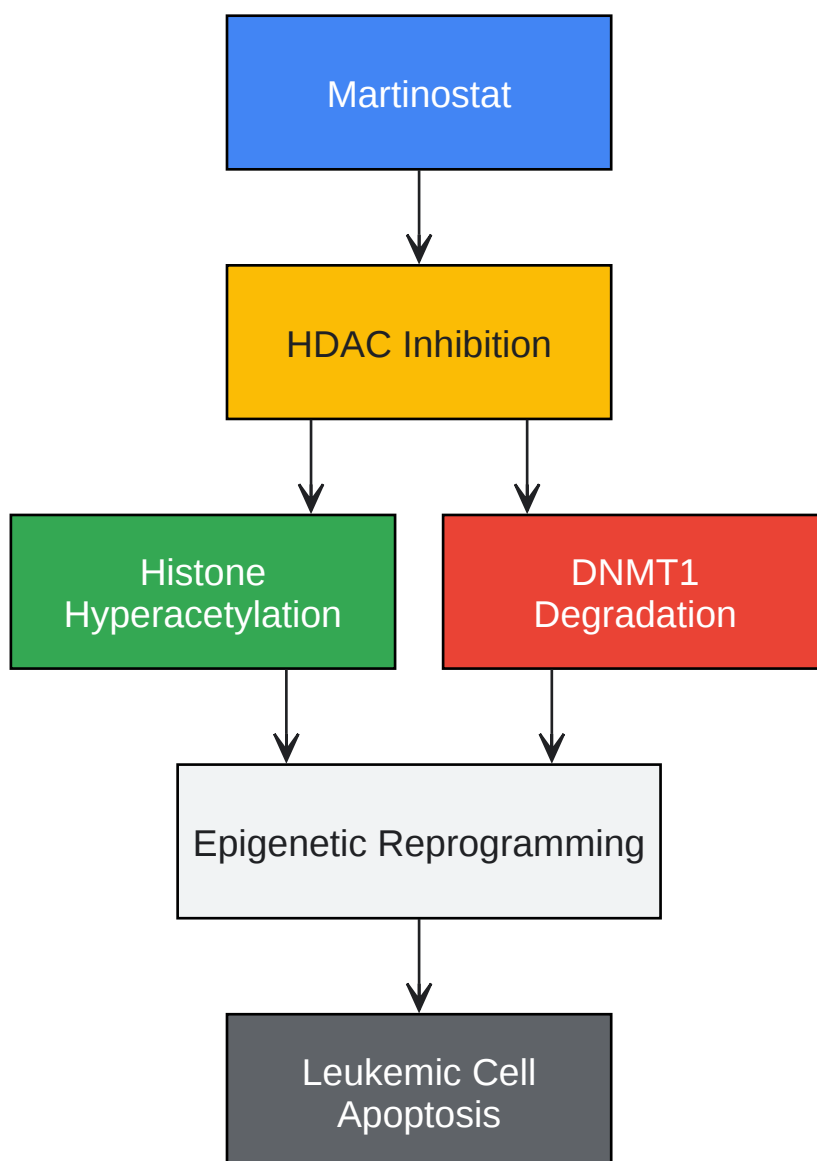 Martinostat
HDAC Inhibition
Histone
Hyperacetylation
DNMT1
Degradation
Epigenetic Reprogramming
Leukemic Cell
Apoptosis